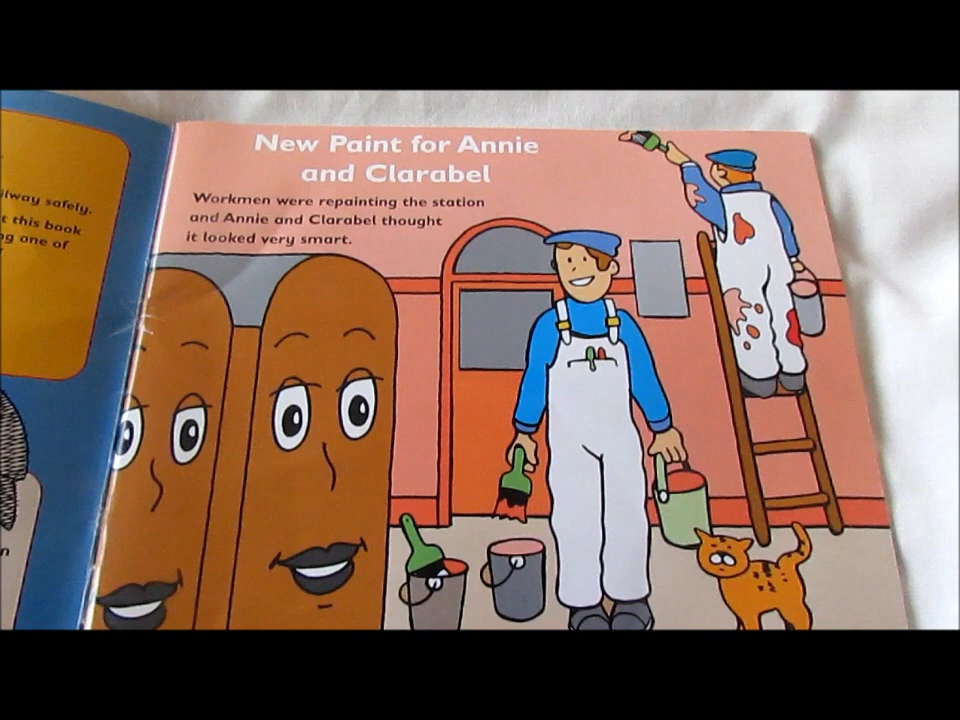 ilway safely.
t this book
ng one of
New Paint for Annie
and Clarabel
Workmen were repainting the station
and Annie and Clarabel thought
it looked very smart.
n